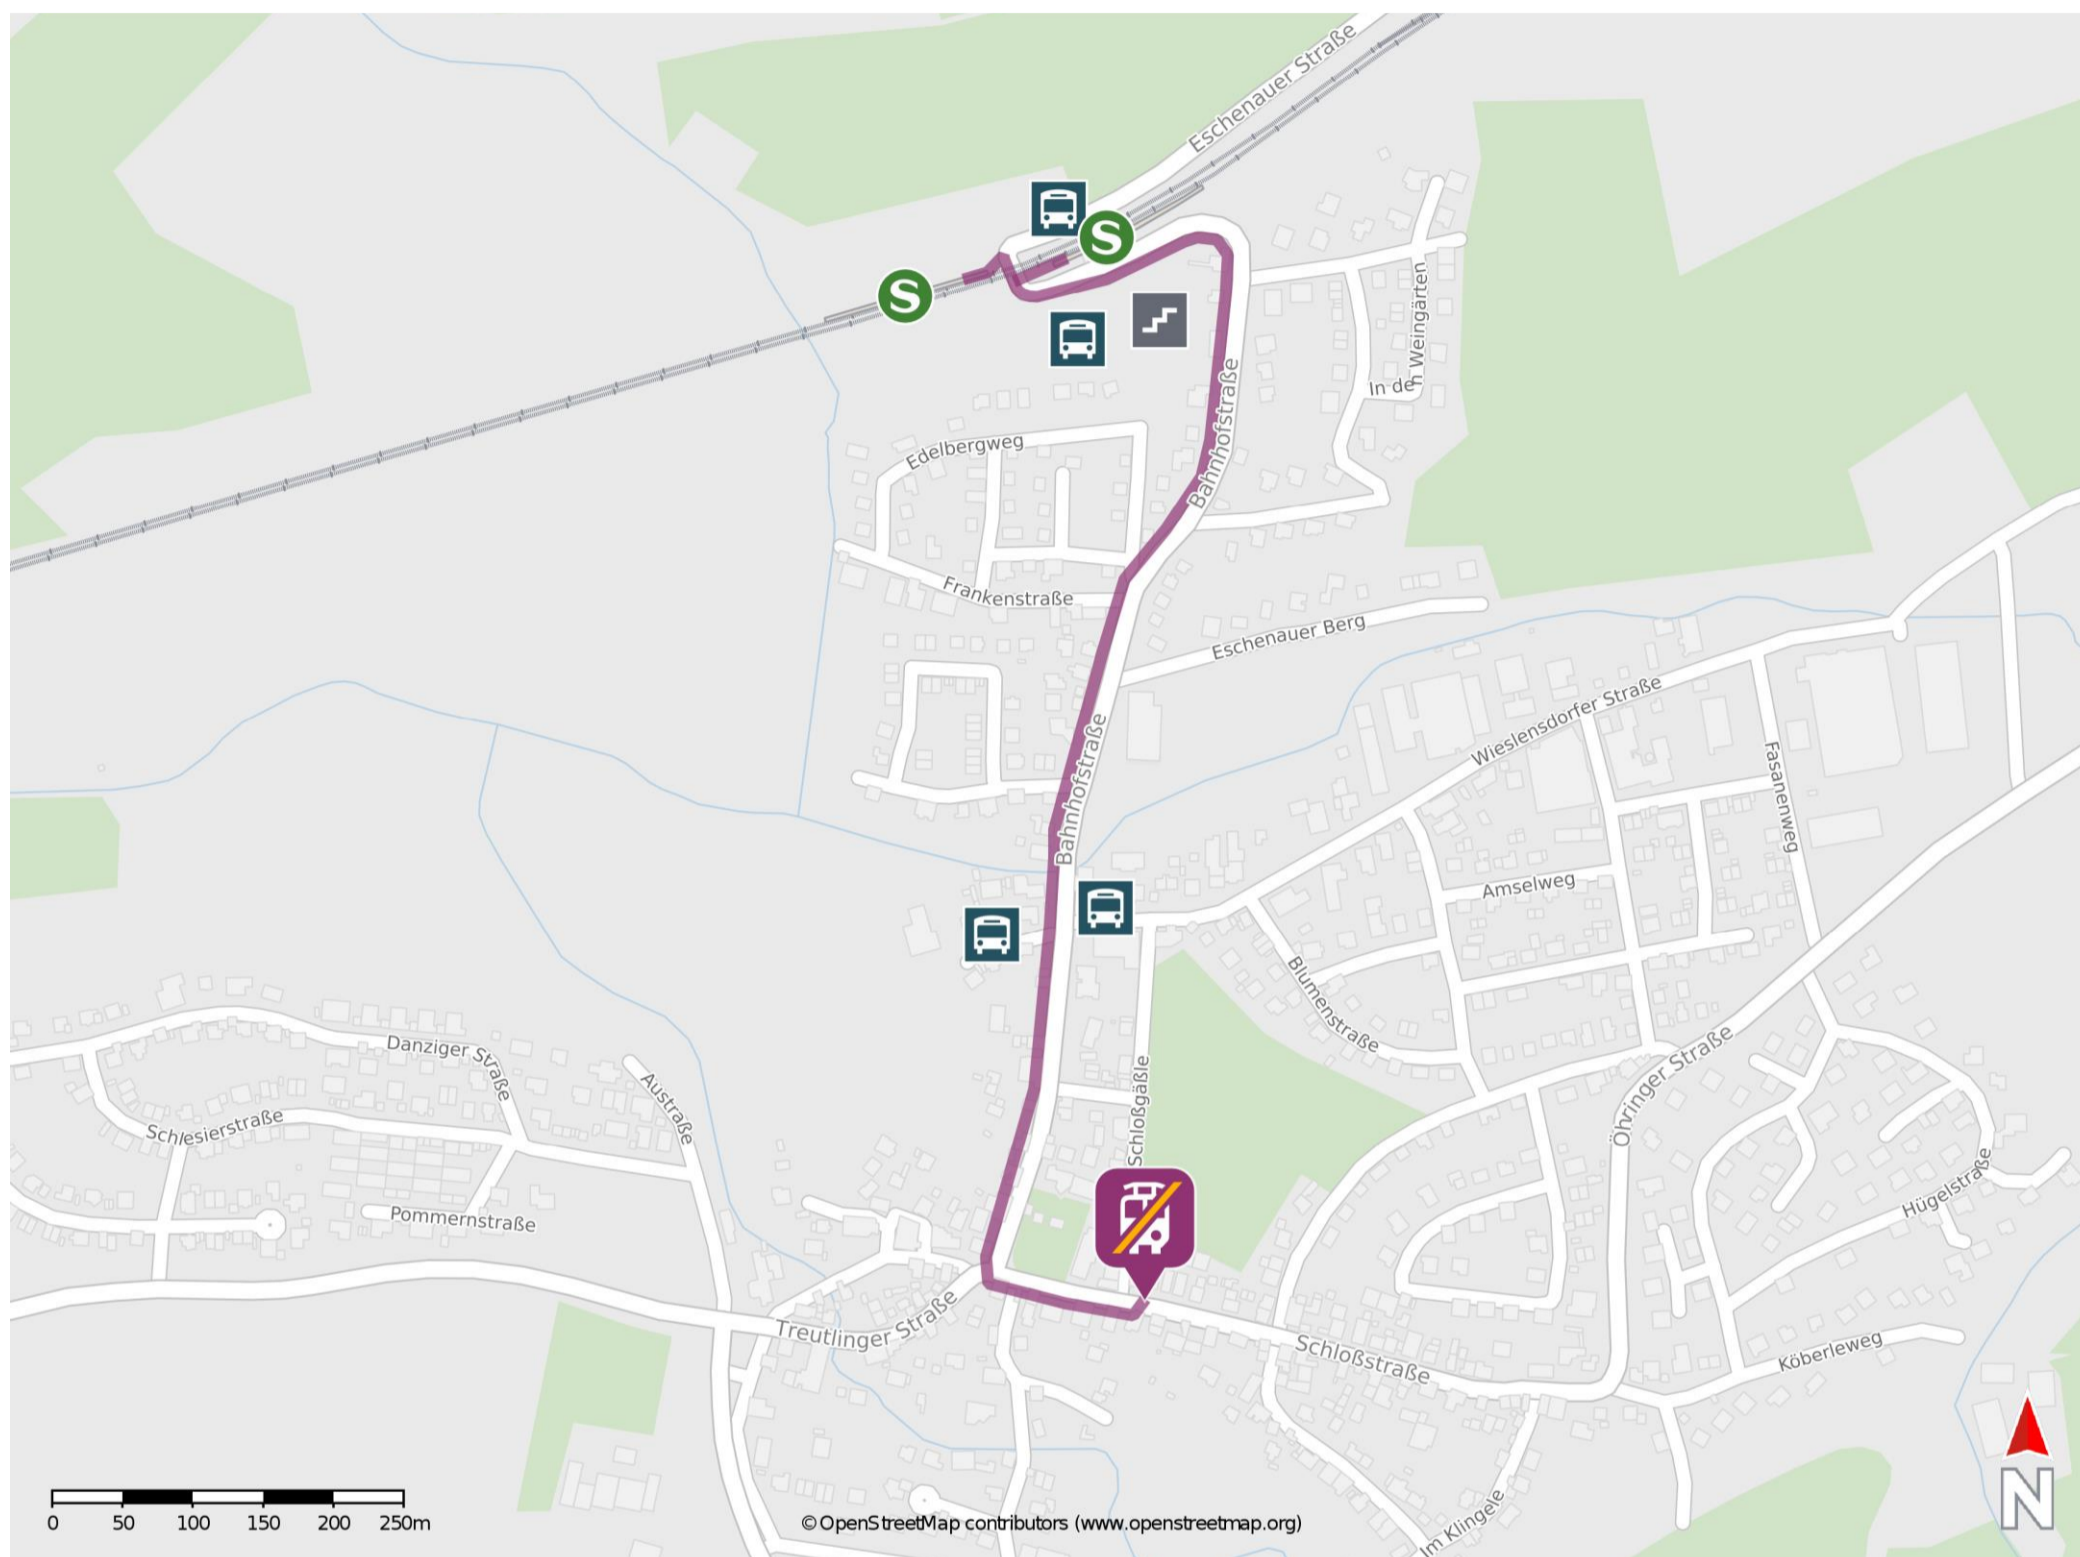 Eschenauer Straße
S
S
In den Weingärten
Bahnhofstraße
Edelbergweg
Frankenstraße
Eschenauer Berg
Wieslensdorfer Straße
Bahnhofstraße
Fasanenweg
Amselweg
Blumenstraße
Danziger Straße
Austraße
Schlesierstraße
Schloßgäßle
Öhringer Straße
Hügelstraße
Pommernstraße
Treutlinger Straße
Schloßstraße
Köberleweg
Im Klingele
N
0 50 100 150 200 250m
©OpenStreetMap contributors (www.openstreetmap.org)